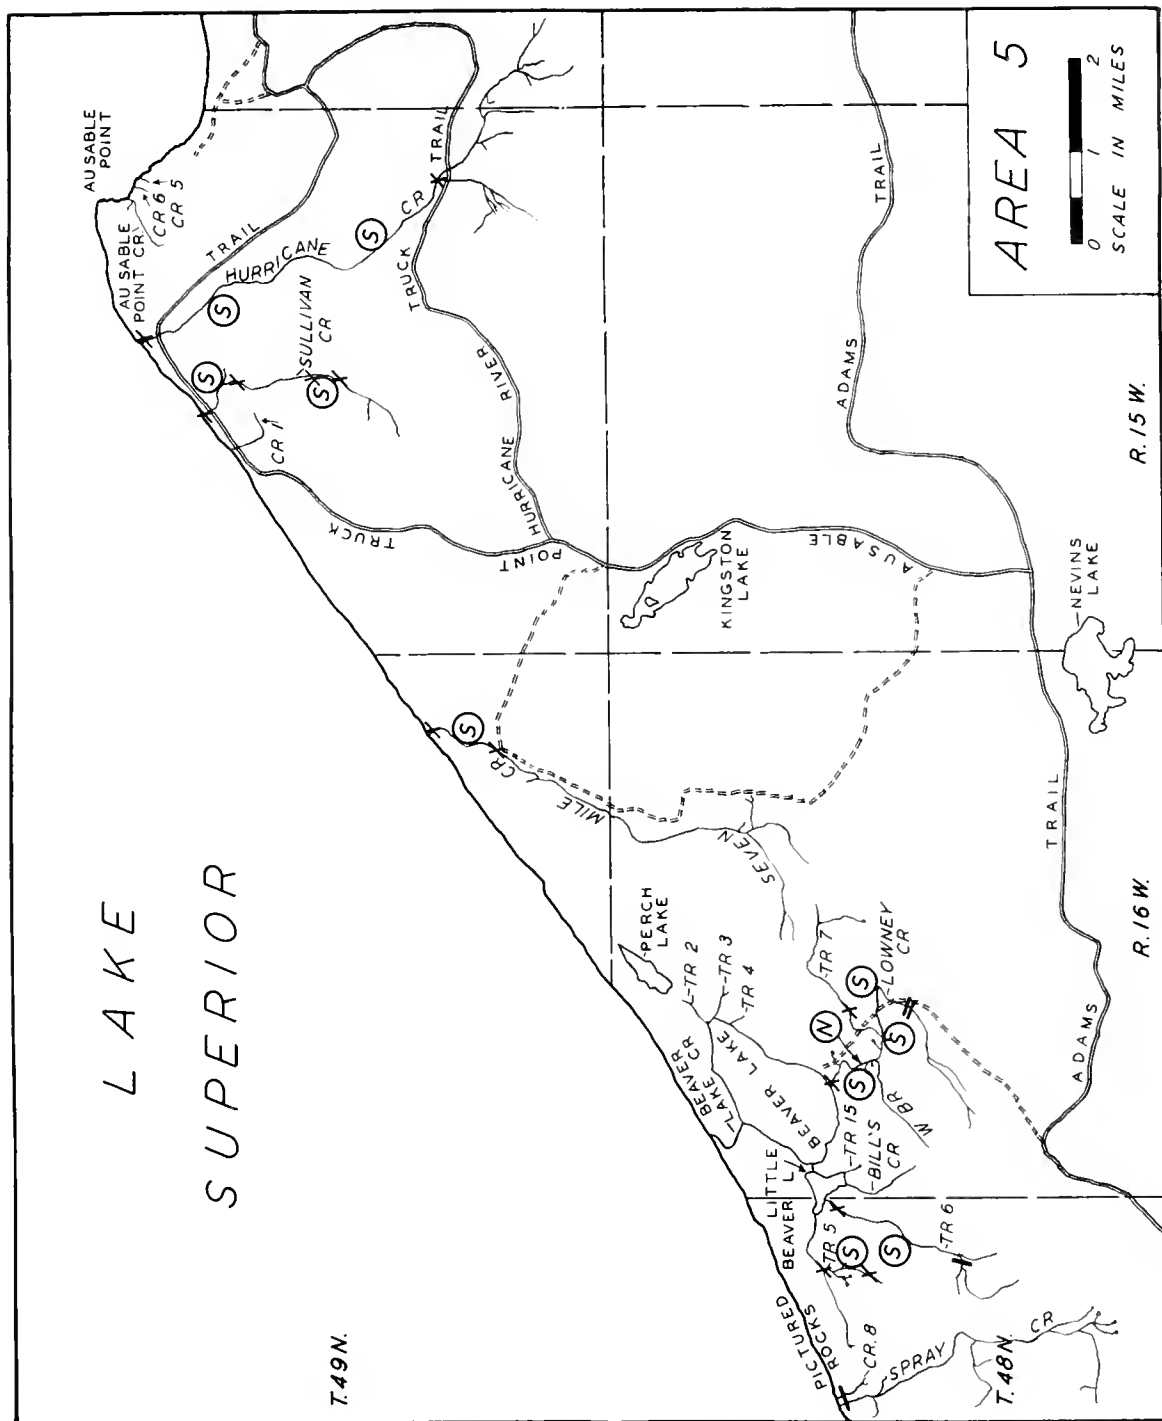 AREA 5
0 1 2
SCALE IN MILES
LAKE
SUPERIOR
T.49N.
T.48N.
R.16W.
R.15W.
AU SABLE
POINT
AU SABLE
POINT CR
CR 6
CR 5
TRAIL
HURRICANE
CR
S
S
S
S
SULLIVAN
CR
CR 1
TRUCK
POINT
AUSABLE
HURRICANE
RIVER
TRUCK
TRAIL
KINGSTON
LAKE
ADAMS
TRAIL
NEVINS
LAKE
TRAIL
ADAMS
S
SEVEN
MILE
CR
PERCH
LAKE
TR 2
TR 3
TR 4
BEAVER
LAKE CR
BEAVER LAKE
TR 7
LOWNEY
CR
S
N
S
S
W BR
TR 15
BILL'S
CR
LITTLE
BEAVER L
TR 5
S
S
TR 6
PICTURED
ROCKS
CR. 8
SPRAY
CR